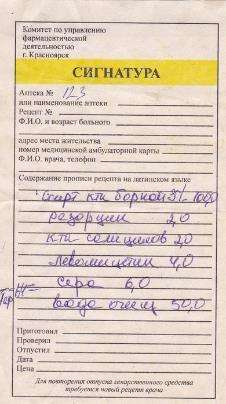 Комитет по управлению
фармацевтической
деятельностью
г. Красноярск
СИГНАТУРА
Аптека № 123
или наименование аптеки
Рецепт №
Ф.И.О. и возраст больного
адрес места жительства
номер медицинской амбулаторной карты
Ф.И.О. врача, телефон
Содержание прописи рецепта на латинском языке
Спирт к-ты борной 3% 100,0
резорцин 2,0
к-ты салицилов 2,0
левомицетин 4,0
сера 6,0
вода очищ 50,0
Приготовил
Проверил
Отпустил
Дата
Цена
Для повторения отпуска лекарственного средства
требуется новый рецепт врача